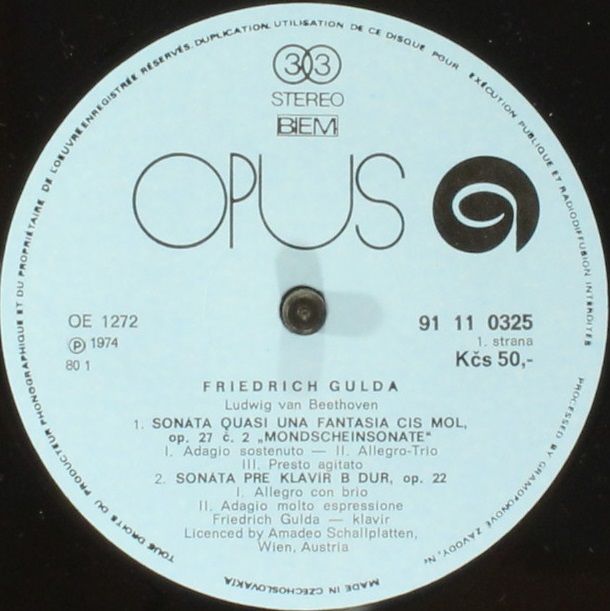 33
STEREO
BIEM
OPUS
OE 1272
℗ 1974
80 1
91 11 0325
1. strana
Kčs 50,-
FRIEDRICH GULDA
Ludwig van Beethoven
1. SONÁTA QUASI UNA FANTASIA CIS MOL,
op. 27 č. 2 „MONDSCHEINSONATE"
I. Adagio sostenuto — II. Allegro-Trio
III. Presto agitato
2. SONÁTA PRE KLAVÍR B DUR, op. 22
I. Allegro con brio
II. Adagio molto espressione
Friedrich Gulda — klavír
Licenced by Amadeo Schallplatten,
Wien, Austria
TOUS DROITS DU PRODUCTEUR PHONOGRAPHIQUE ET DU PROPRIÉTAIRE DE L'OEUVRE ENREGISTRÉE RÉSERVÉS. DUPLICATION, UTILISATION DE CE DISQUE POUR EXÉCUTION PUBLIQUE ET RADIODIFFUSION INTERDITES
PROCESSED BY GRAMOFONOVÉ ZÁVODY, N.
MADE IN CZECHOSLOVAKIA